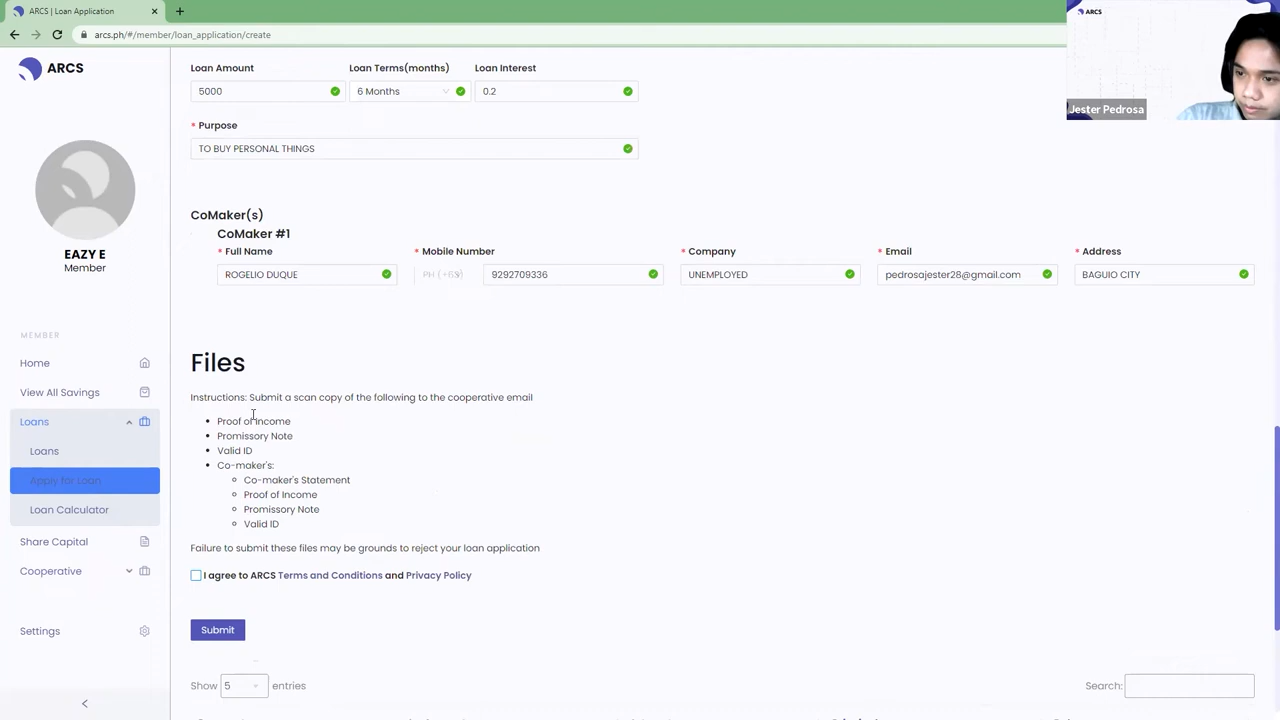 ARCS | Loan Application
arcs.ph/#/member/loan_application/create
ARCS
Jester Pedrosa
ARCS
EAZY E
Member
MEMBER
Home
View All Savings
Loans
Loans
Apply for Loan
Loan Calculator
Share Capital
Cooperative
Settings
Loan Amount Loan Terms(months) Loan Interest
5000 6 Months 0.2
* Purpose
TO BUY PERSONAL THINGS
CoMaker(s)
CoMaker #1
* Full Name * Mobile Number * Company * Email * Address
ROGELIO DUQUE PH (+63) 9292709336 UNEMPLOYED pedrosajester28@gmail.com BAGUIO CITY
Files
Instructions: Submit a scan copy of the following to the cooperative email
Proof of Income
Promissory Note
Valid ID
Co-maker's:
Co-maker's Statement
Proof of Income
Promissory Note
Valid ID
Failure to submit these files may be grounds to reject your loan application
I agree to ARCS Terms and Conditions and Privacy Policy
Submit
Show 5 entries Search: